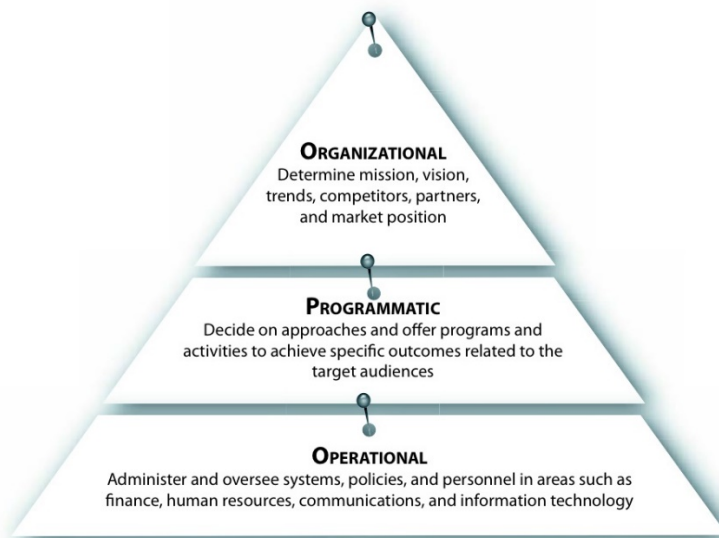 ORGANIZATIONAL
Determine mission, vision,
trends, competitors, partners,
and market position
PROGRAMMATIC
Decide on approaches and offer programs and
activities to achieve specific outcomes related to the
target audiences
OPERATIONAL
Administer and oversee systems, policies, and personnel in areas such as
finance, human resources, communications, and information technology